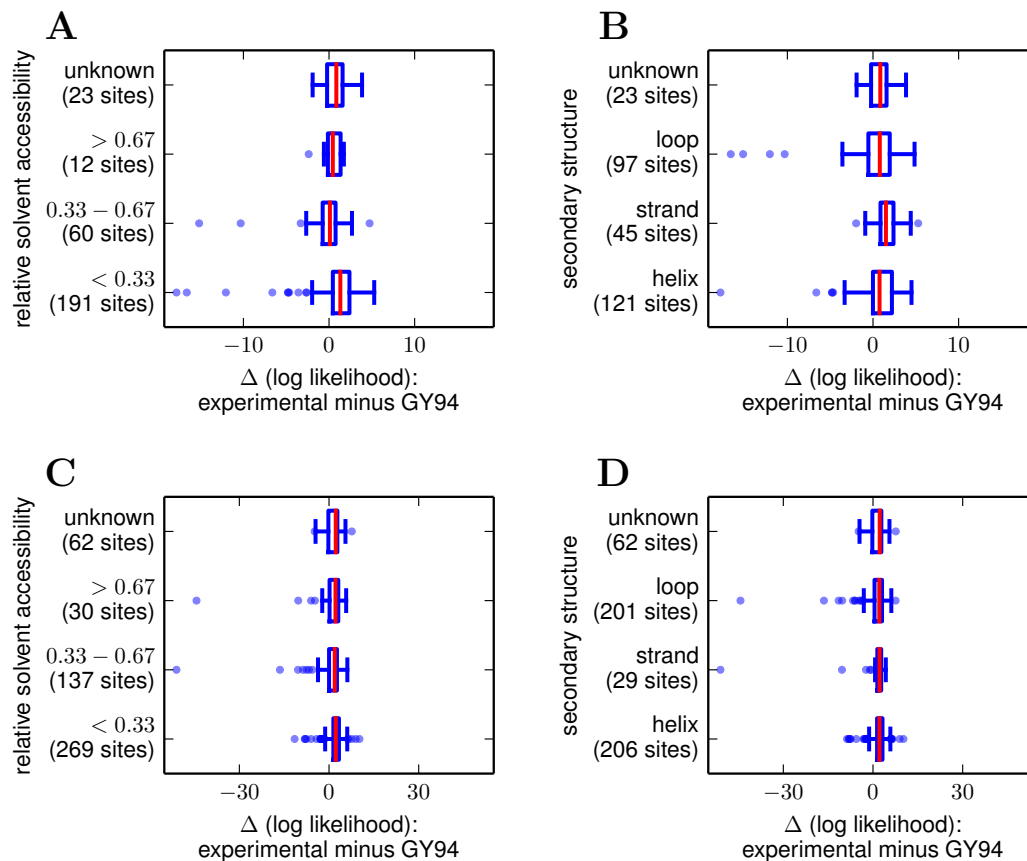 A
relative solvent accessibility
unknown
(23 sites)
> 0.67
(12 sites)
0.33 − 0.67
(60 sites)
< 0.33
(191 sites)
−10 0 10
Δ (log likelihood):
experimental minus GY94
B
secondary structure
unknown
(23 sites)
loop
(97 sites)
strand
(45 sites)
helix
(121 sites)
−10 0 10
Δ (log likelihood):
experimental minus GY94
C
relative solvent accessibility
unknown
(62 sites)
> 0.67
(30 sites)
0.33 − 0.67
(137 sites)
< 0.33
(269 sites)
−30 0 30
Δ (log likelihood):
experimental minus GY94
D
secondary structure
unknown
(62 sites)
loop
(201 sites)
strand
(29 sites)
helix
(206 sites)
−30 0 30
Δ (log likelihood):
experimental minus GY94